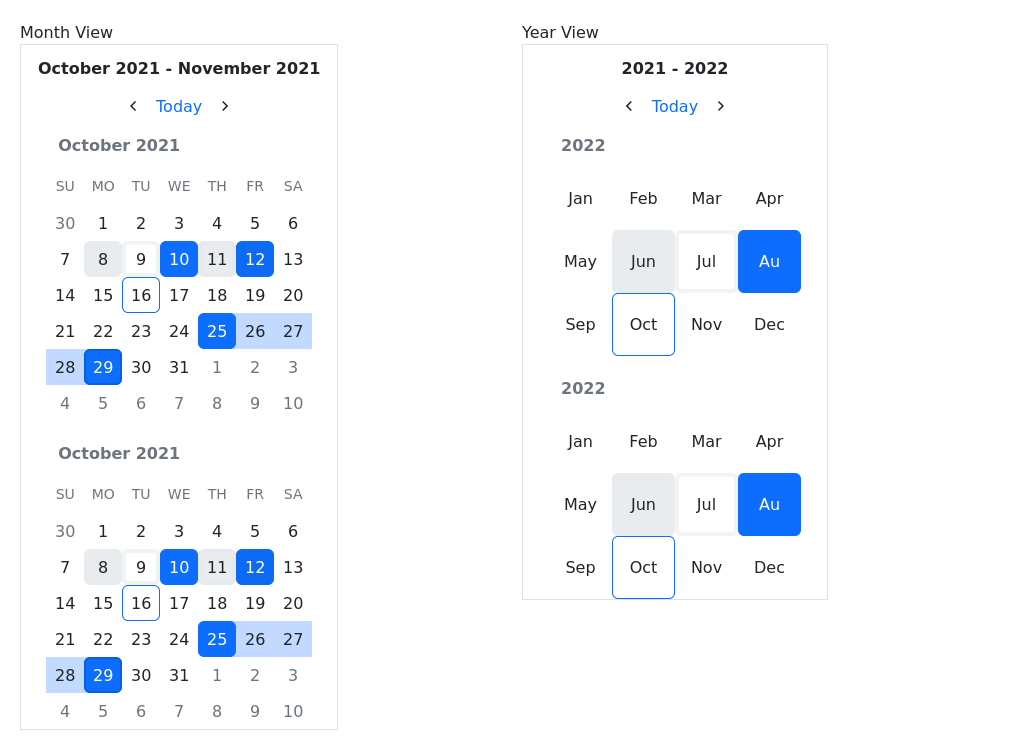 Month View
October 2021 - November 2021
Today
October 2021
SU MO TU WE TH FR SA
30 1 2 3 4 5 6
7 8 9 10 11 12 13
14 15 16 17 18 19 20
21 22 23 24 25 26 27
28 29 30 31 1 2 3
4 5 6 7 8 9 10
October 2021
SU MO TU WE TH FR SA
30 1 2 3 4 5 6
7 8 9 10 11 12 13
14 15 16 17 18 19 20
21 22 23 24 25 26 27
28 29 30 31 1 2 3
4 5 6 7 8 9 10
Year View
2021 - 2022
Today
2022
Jan Feb Mar Apr
May Jun Jul Au
Sep Oct Nov Dec
2022
Jan Feb Mar Apr
May Jun Jul Au
Sep Oct Nov Dec